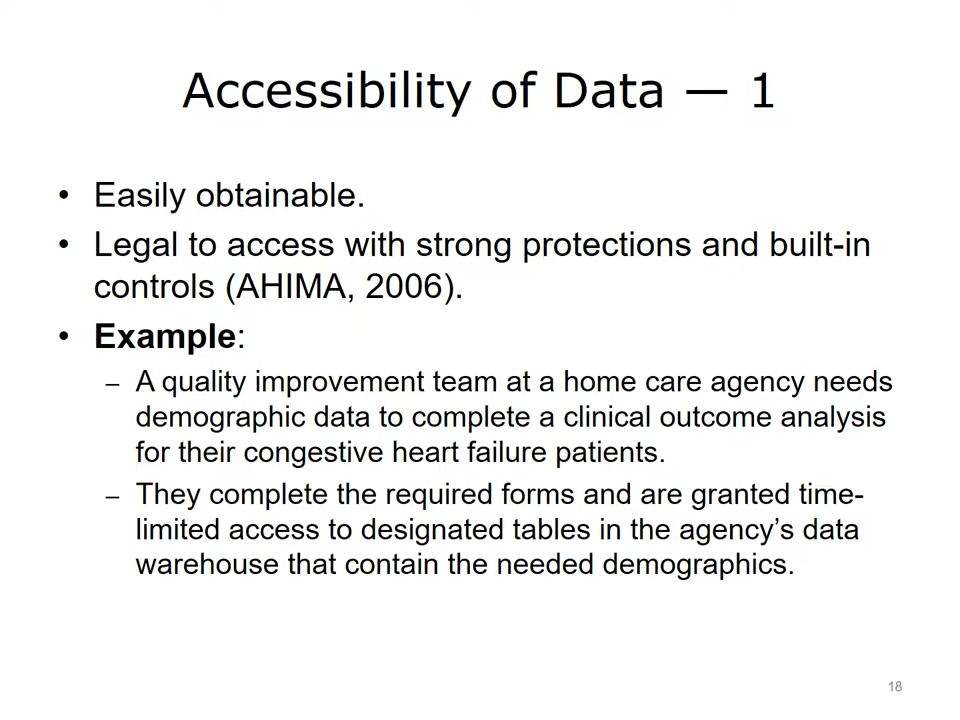 Accessibility of Data — 1
• Easily obtainable.
• Legal to access with strong protections and built-in
controls (AHIMA, 2006).
• Example:
– A quality improvement team at a home care agency needs
demographic data to complete a clinical outcome analysis
for their congestive heart failure patients.
– They complete the required forms and are granted time-
limited access to designated tables in the agency’s data
warehouse that contain the needed demographics.
18